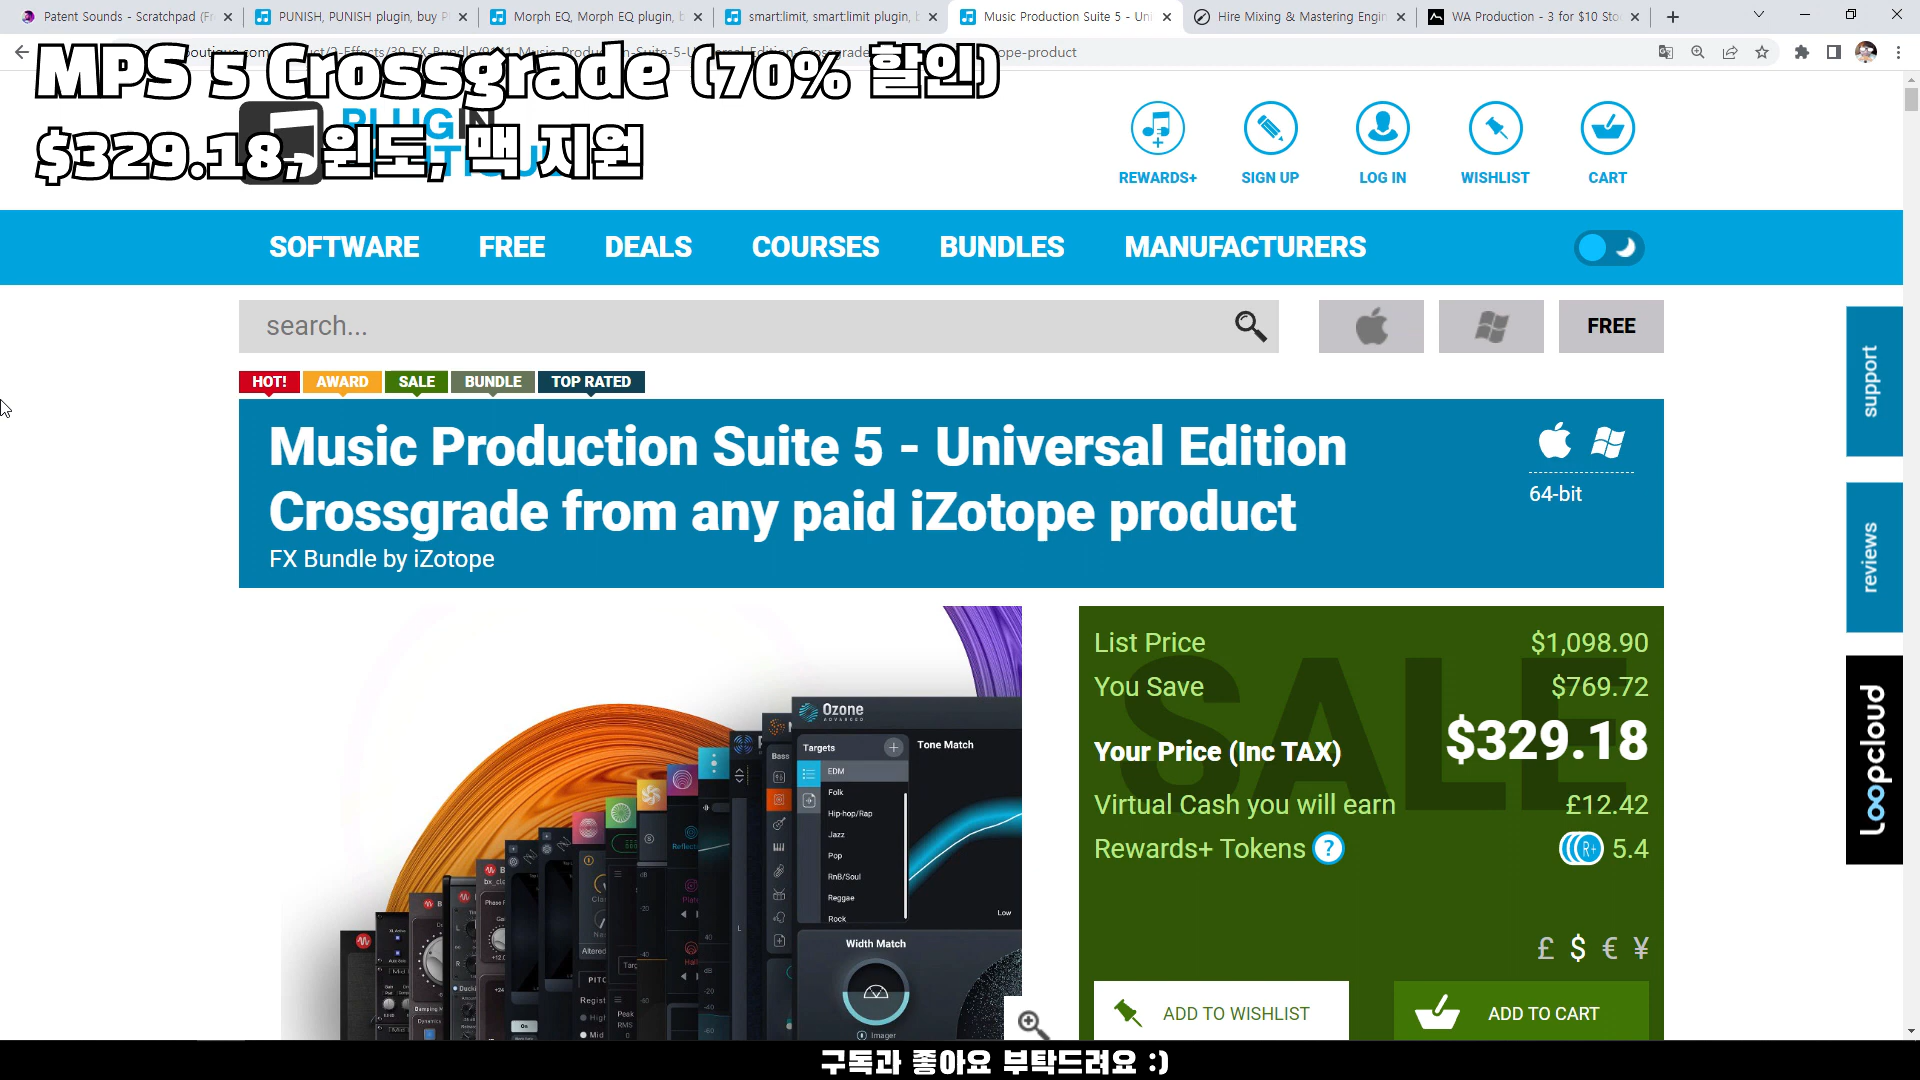 Patent Sounds - Scratchpad (Fr
PUNISH, PUNISH plugin, buy P
Morph EQ, Morph EQ plugin, b
smart:limit, smart:limit plugin, b
Music Production Suite 5 - Uni
Hire Mixing & Mastering Engin
WA Production - 3 for $10 Sto
MPS 5 Crossgrade (70% 할인)
$329.18, 윈도, 맥 지원
REWARDS+
SIGN UP
LOG IN
WISHLIST
CART
SOFTWARE
FREE
DEALS
COURSES
BUNDLES
MANUFACTURERS
search...
FREE
HOT!
AWARD
SALE
BUNDLE
TOP RATED
Music Production Suite 5 - Universal Edition
Crossgrade from any paid iZotope product
FX Bundle by iZotope
64-bit
support
reviews
loopcloud
List Price $1,098.90
You Save $769.72
Your Price (Inc TAX) $329.18
Virtual Cash you will earn £12.42
Rewards+ Tokens ? R+ 5.4
SALE
£ $ € ¥
ADD TO WISHLIST
ADD TO CART
Ozone
ADVANCED
Targets
Tone Match
EDM
Folk
Hip-hop/Rap
Jazz
Pop
RnB/Soul
Reggae
Rock
Low
Width Match
Imager
Bass
구독과 좋아요 부탁드려요 :)